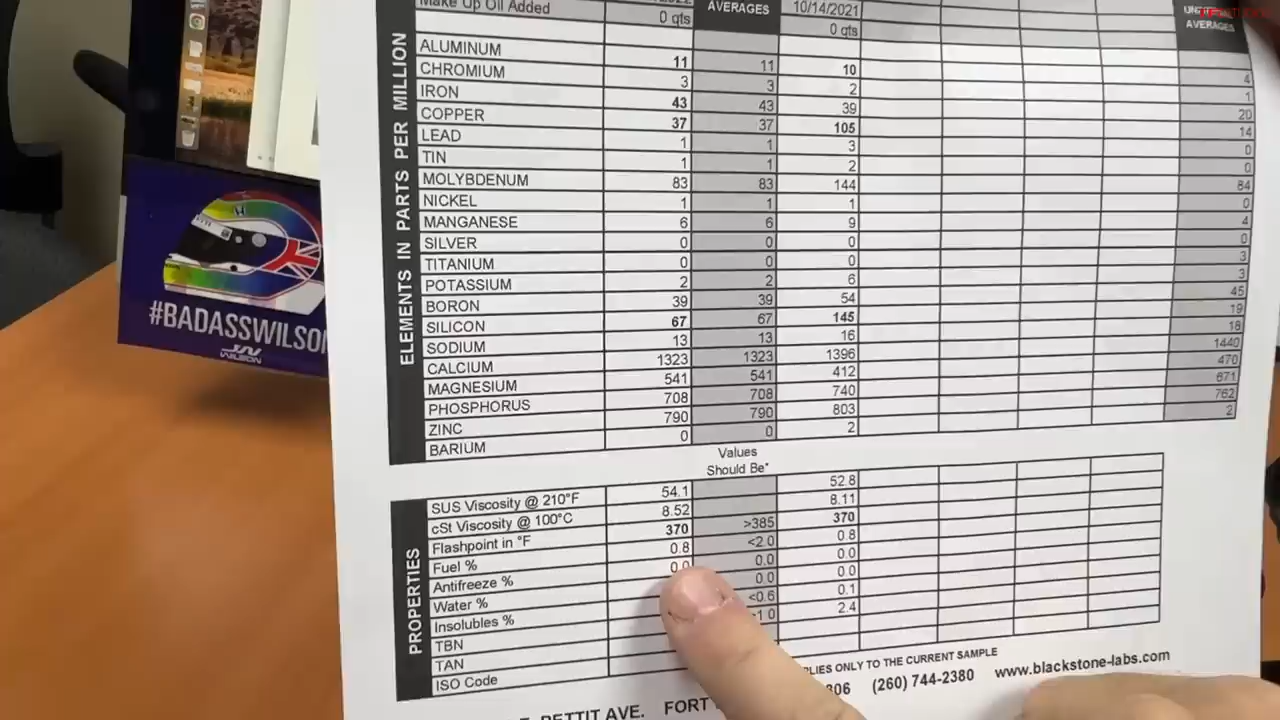 Make Up Oil Added 0 qts AVERAGES 10/14/2021 0 qts AVERAGES
ELEMENTS IN PARTS PER MILLION
ALUMINUM 11 11 10 4
CHROMIUM 3 3 2 1
IRON 43 43 39 20
COPPER 37 37 105 14
LEAD 1 1 3 0
TIN 1 1 2 0
MOLYBDENUM 83 83 144 84
NICKEL 1 1 1 0
MANGANESE 6 6 9 4
SILVER 0 0 0 0
TITANIUM 0 0 0 3
POTASSIUM 2 2 6 3
BORON 39 39 54 45
SILICON 67 67 145 19
SODIUM 13 13 16 18
CALCIUM 1323 1323 1396 1440
MAGNESIUM 541 541 412 470
PHOSPHORUS 708 708 740 671
ZINC 790 790 803 762
BARIUM 0 0 2 2
Values
Should Be*
PROPERTIES
SUS Viscosity @ 210°F 54.1 52.8
cSt Viscosity @ 100°C 8.52 8.11
Flashpoint in °F 370 >385 370
Fuel % 0.8 <2.0 0.8
Antifreeze % 0.0 0.0 0.0
Water % 0.0 0.0
Insolubles % <0.6 0.1
TBN 2.4
TAN
ISO Code
ONLY TO THE CURRENT SAMPLE
PETTIT AVE. FORT (260) 744-2380 www.blackstone-labs.com
#BADASSWILSON
JW
WILSON